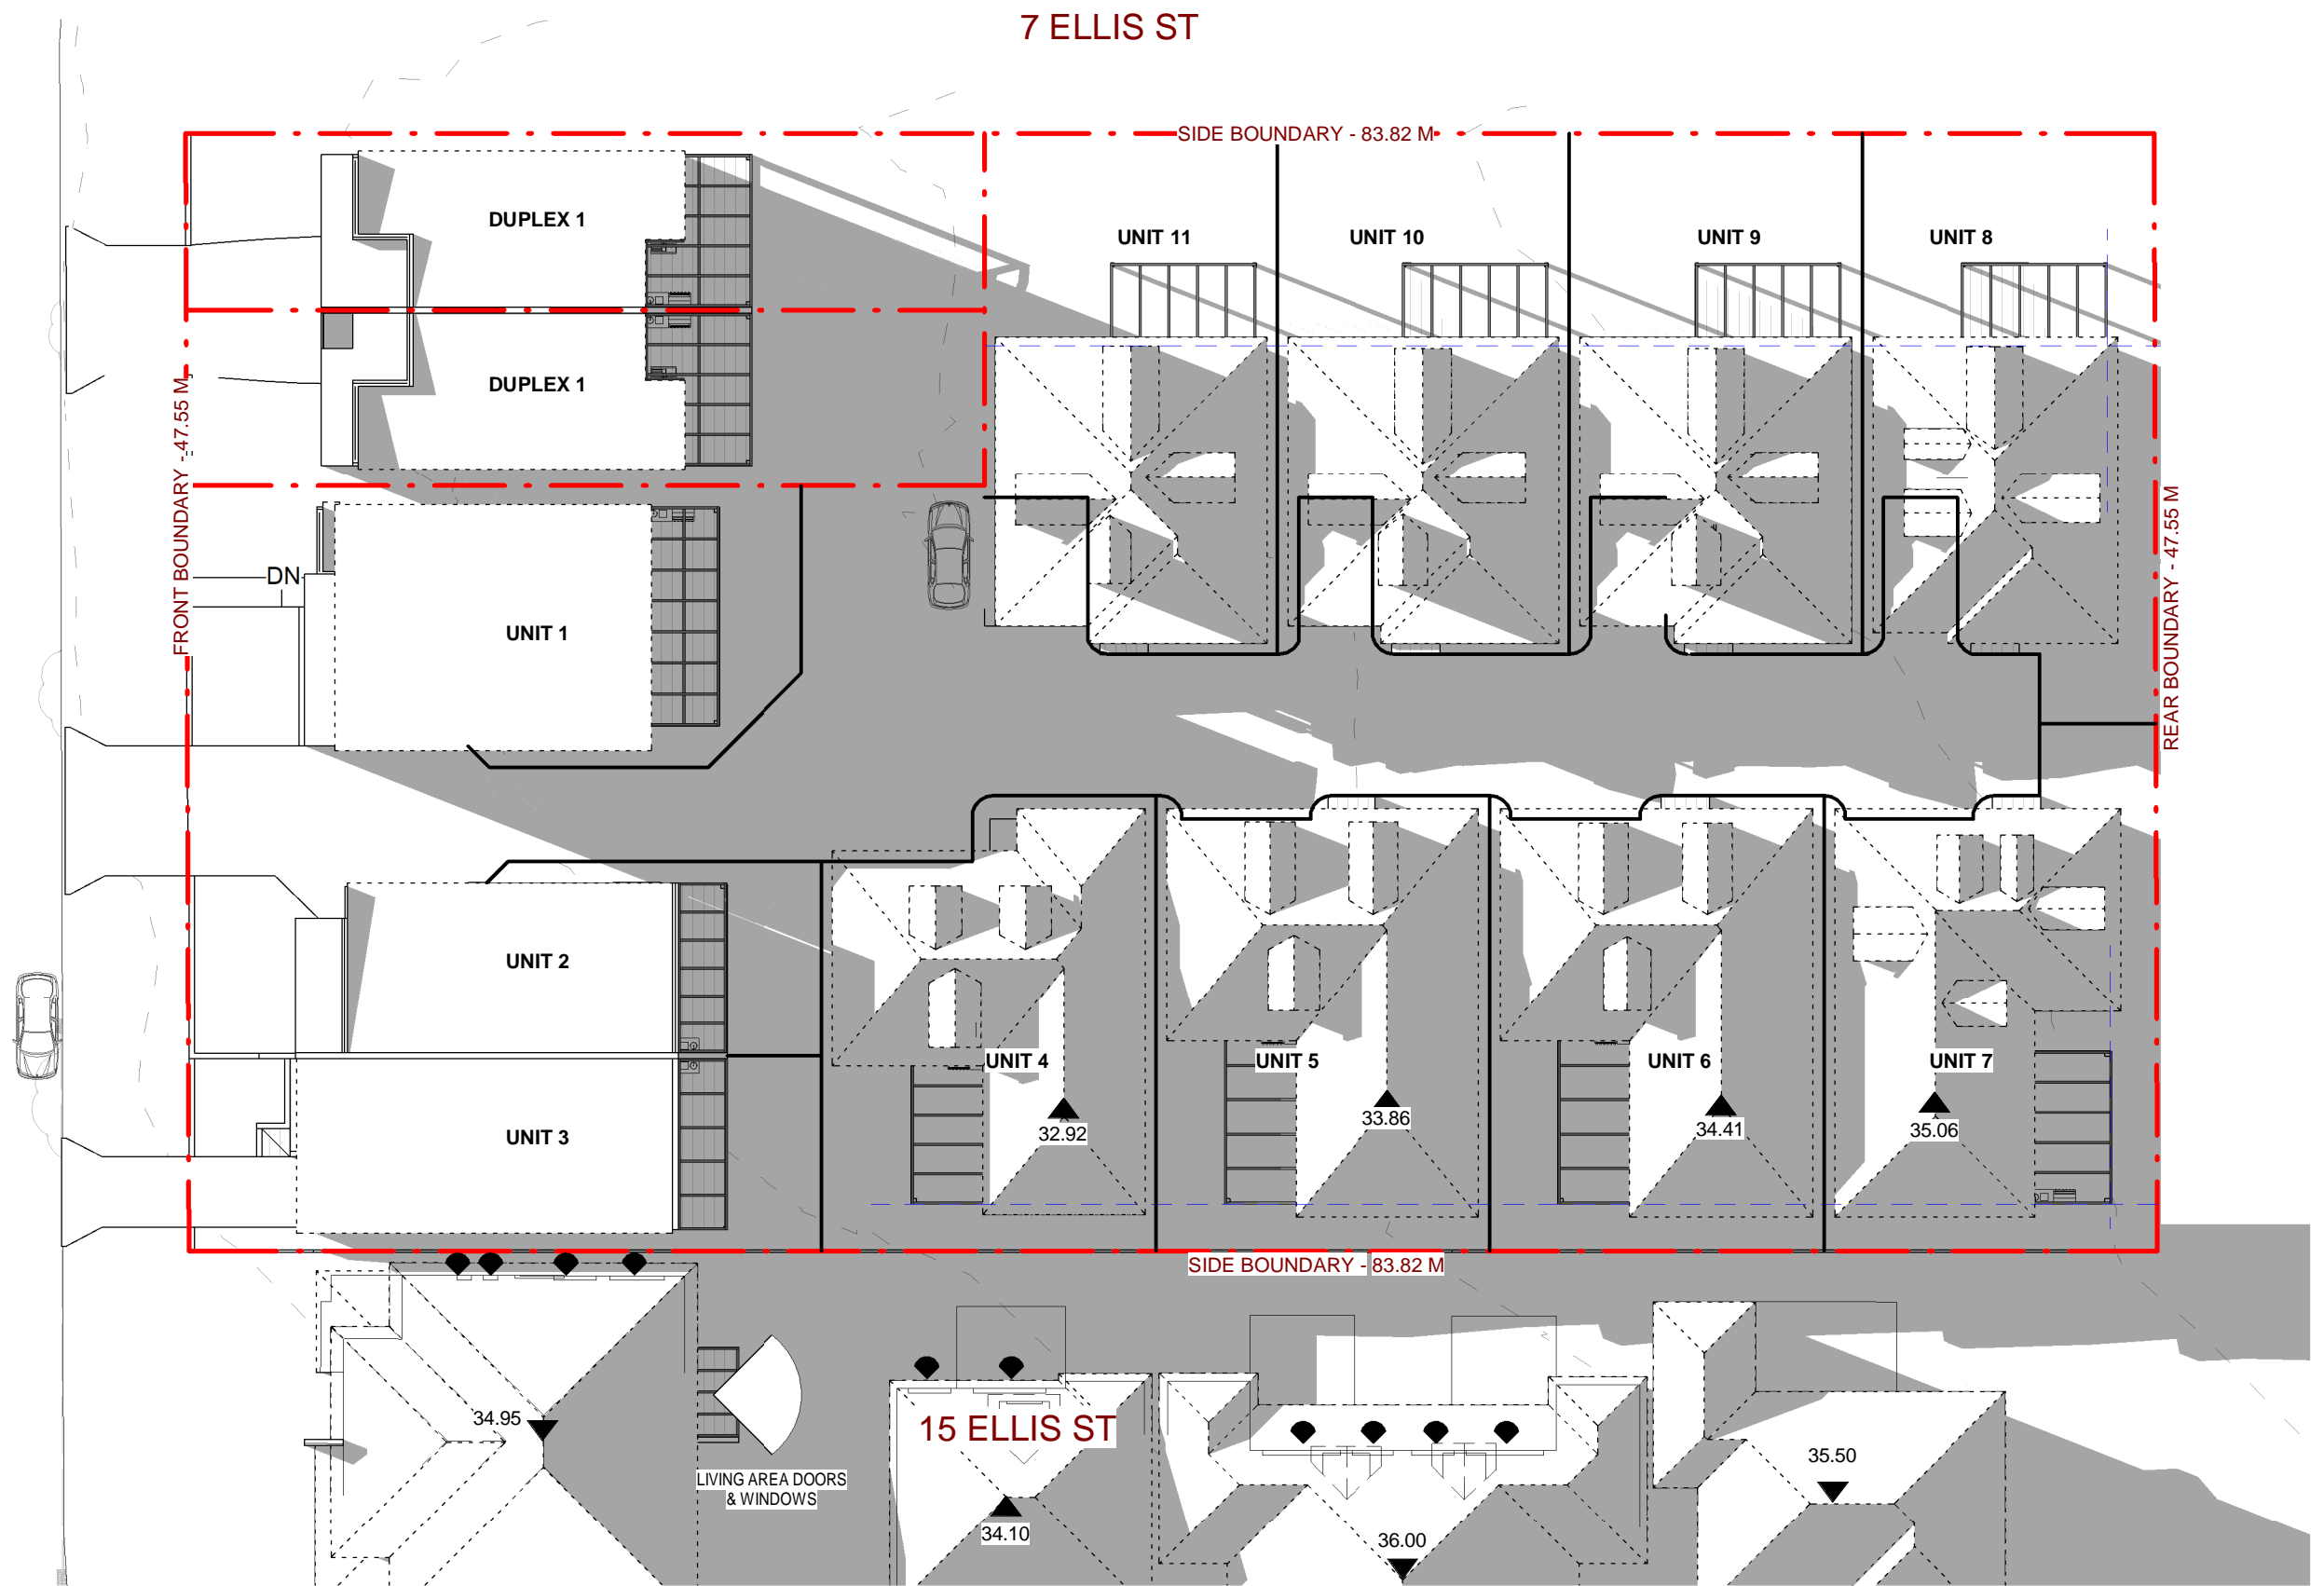 7 ELLIS ST
SIDE BOUNDARY - 83.82 M
DUPLEX 1
UNIT 11
UNIT 10
UNIT 9
UNIT 8
DUPLEX 1
FRONT BOUNDARY - 47.55 M
REAR BOUNDARY - 47.55 M
DN
UNIT 1
UNIT 2
UNIT 4
UNIT 5
UNIT 6
UNIT 7
UNIT 3
32.92
33.86
34.41
35.06
SIDE BOUNDARY - 83.82 M
34.95
15 ELLIS ST
LIVING AREA DOORS
& WINDOWS
35.50
34.10
36.00